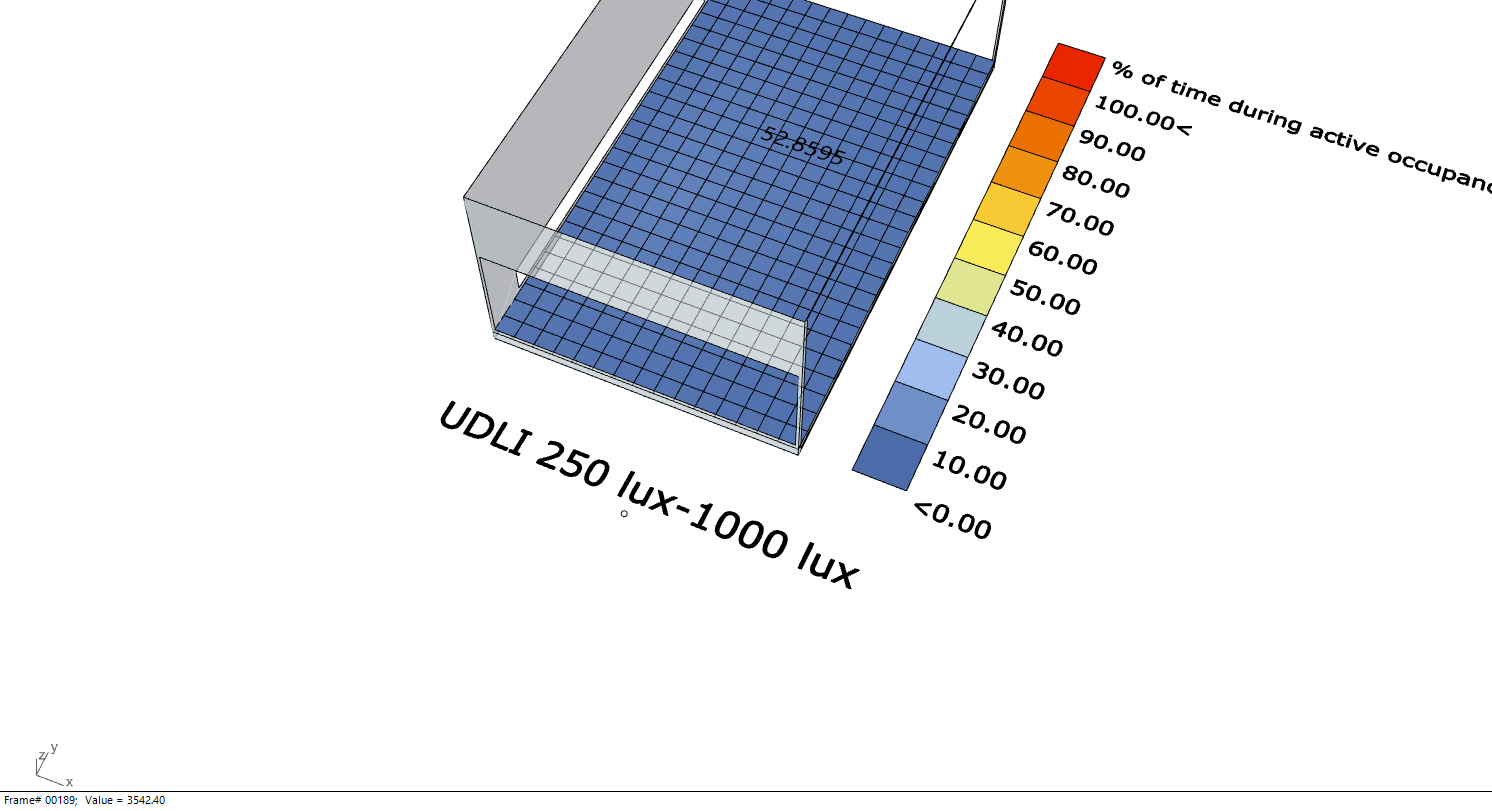 52.8595
% of time during active occupanc
100.00<
90.00
80.00
70.00
60.00
50.00
40.00
30.00
20.00
10.00
<0.00
UDLI 250 lux-1000 lux
z y
x
Frame# 00189; Value = 3542.40